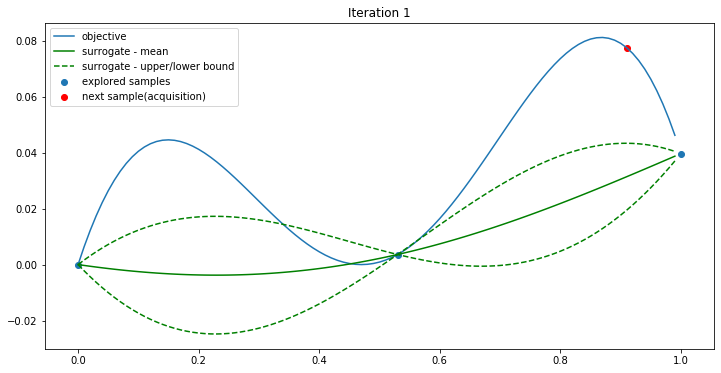 Iteration 1
objective
surrogate - mean
surrogate - upper/lower bound
explored samples
next sample(acquisition)
0.08
0.06
0.04
0.02
0.00
−0.02
0.0 0.2 0.4 0.6 0.8 1.0